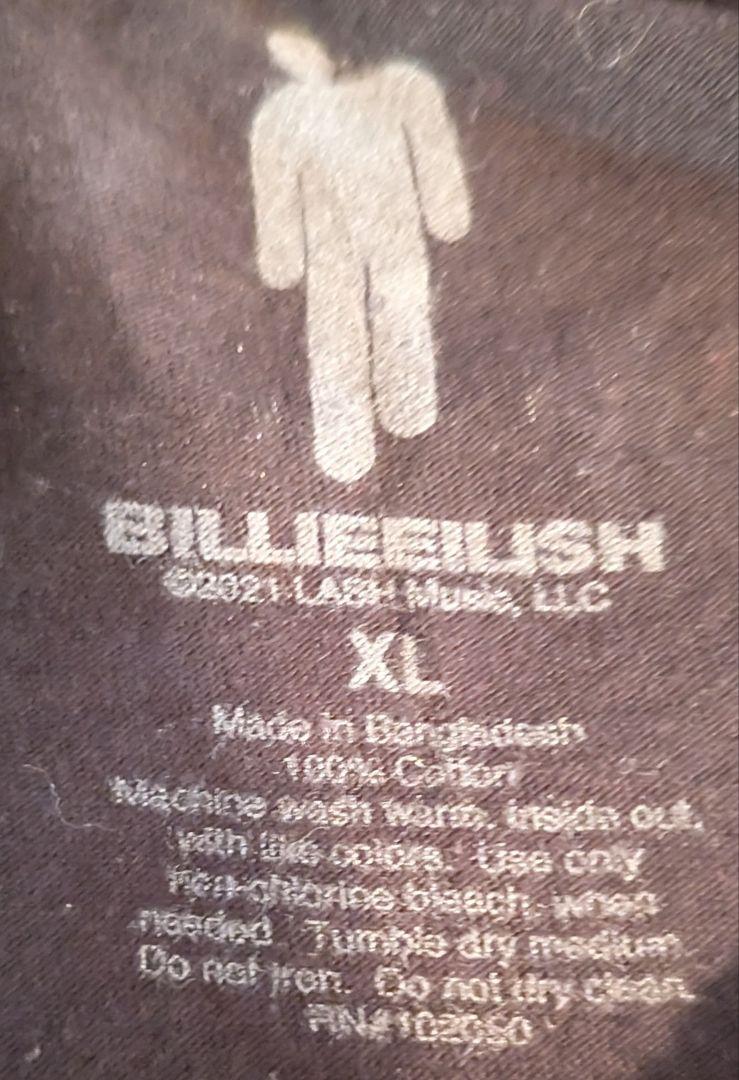 BILLIEEILISH
©2021 LASH Music, LLC
XL
Made in Bangladesh
100% Cotton
Machine wash warm, inside out,
with like colors. Use only
non-chlorine bleach, when
needed. Tumble dry medium.
Do not iron. Do not dry clean.
RN#102050